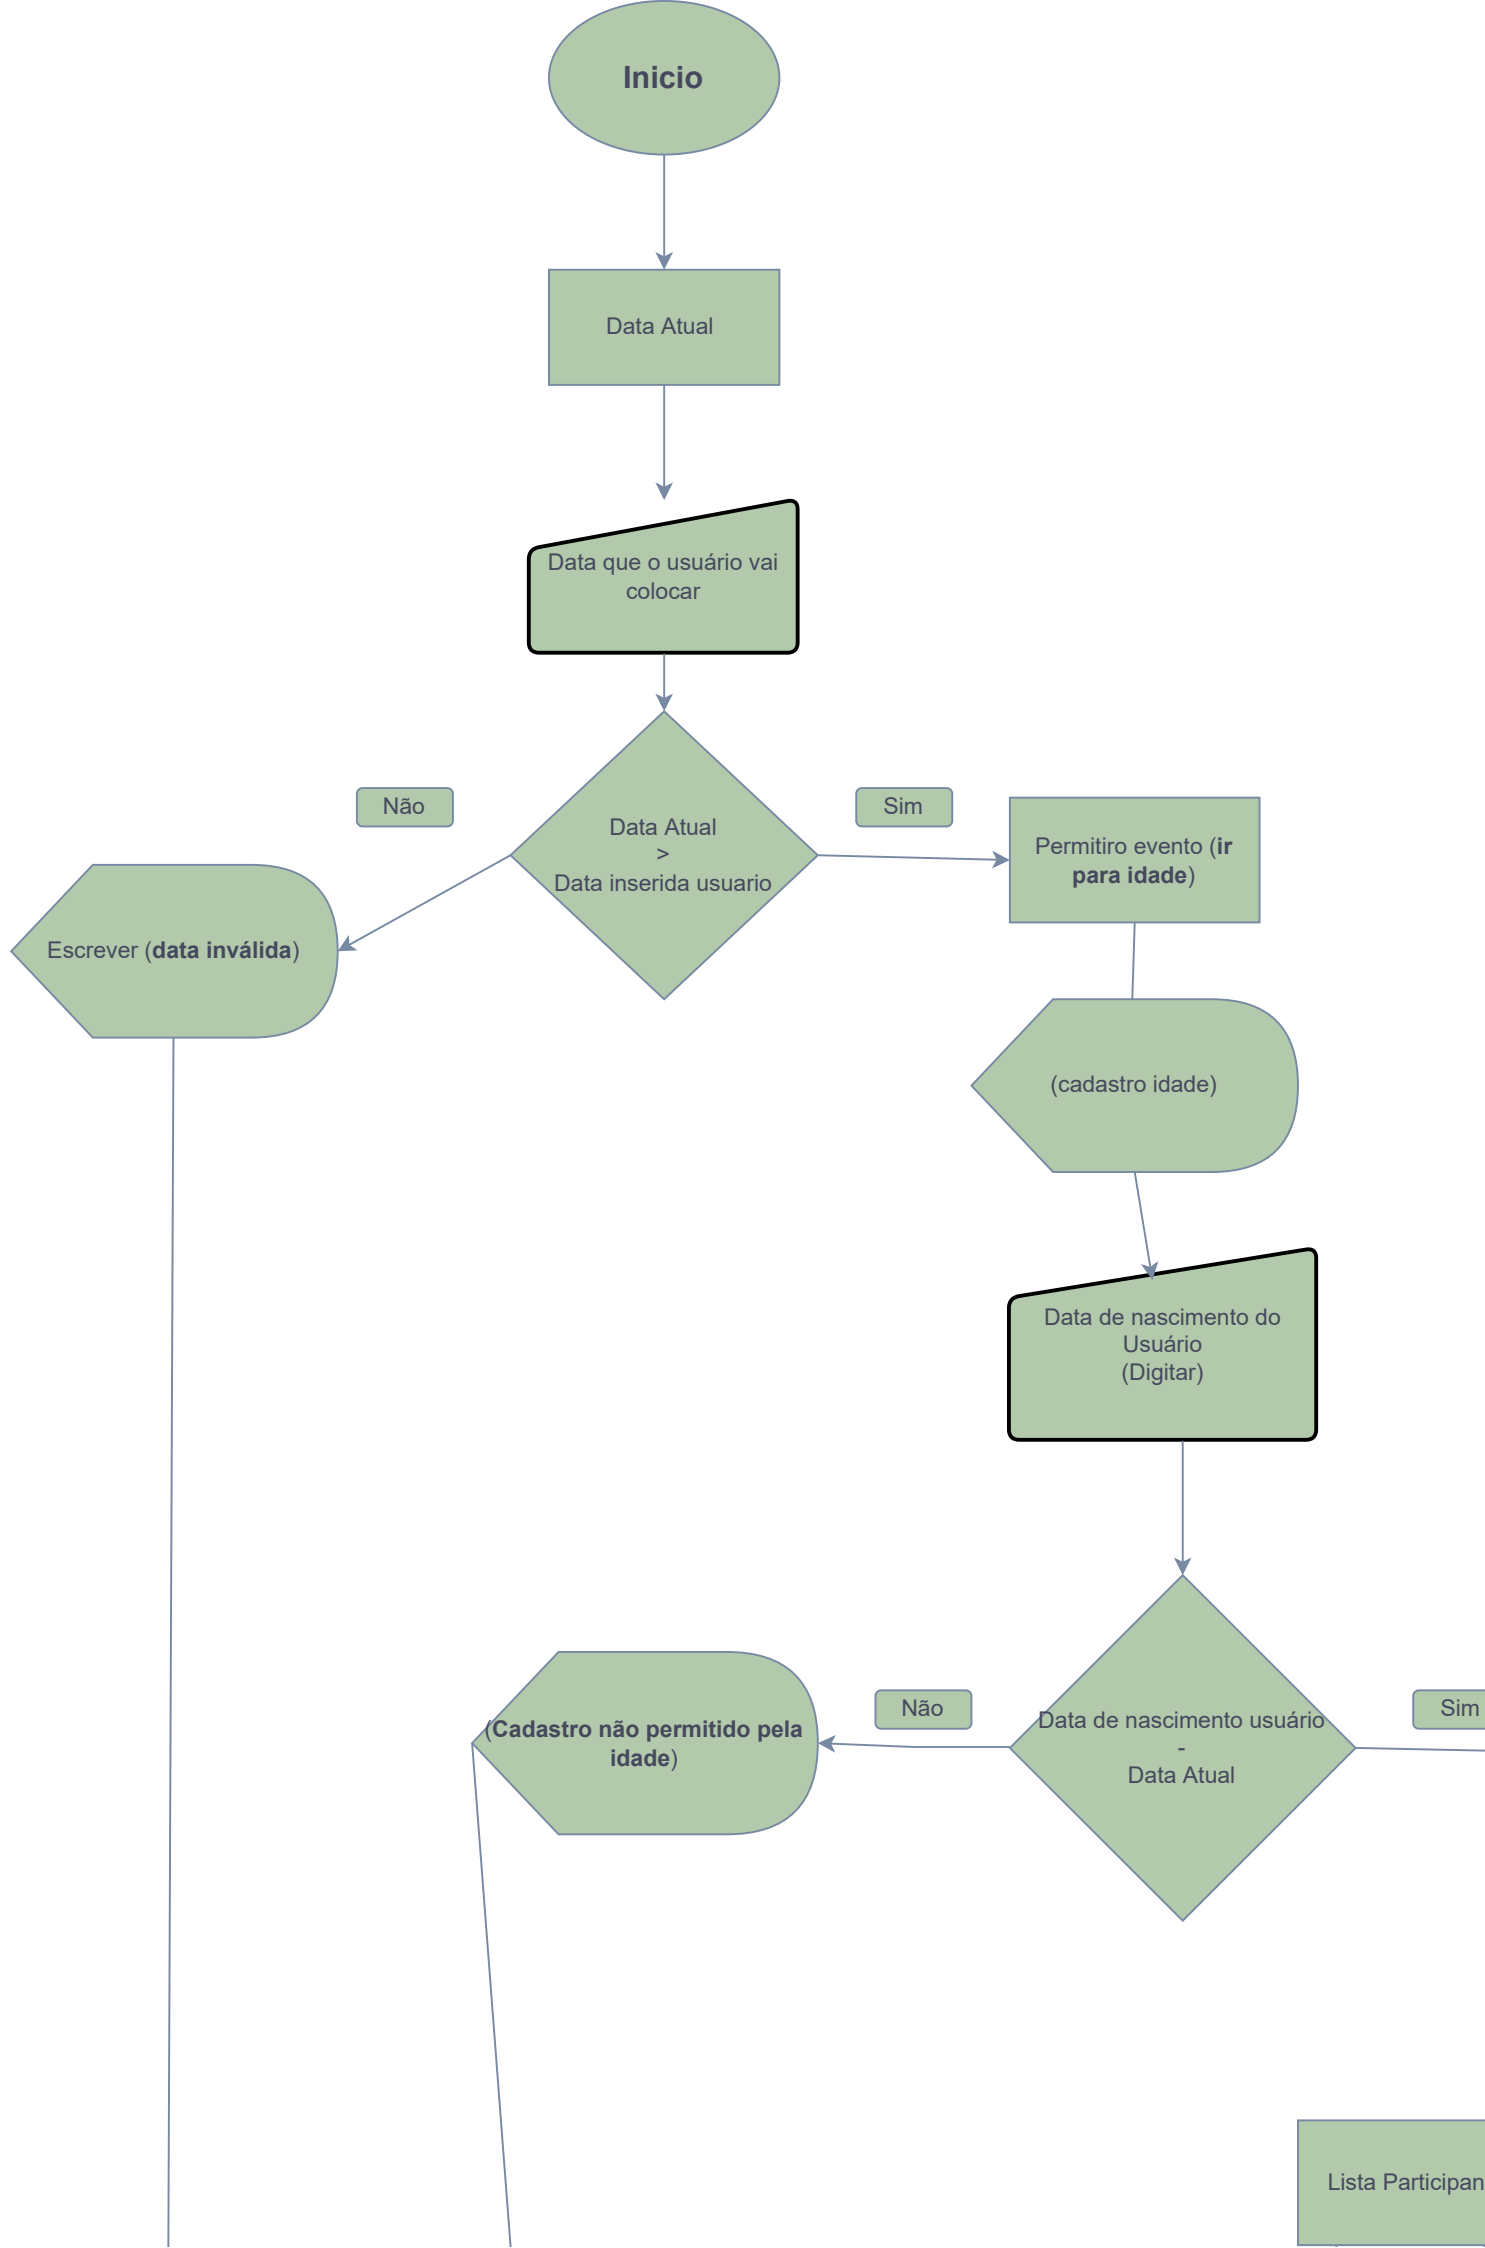 Inicio
Data Atual
Data que o usuário vai
colocar
Não
Sim
Data Atual
>
Data inserida usuario
Permitiro evento (ir
para idade)
Escrever (data inválida)
(cadastro idade)
Data de nascimento do
Usuário
(Digitar)
Não
Sim
(Cadastro não permitido pela
idade)
Data de nascimento usuário
-
Data Atual
Lista Participan